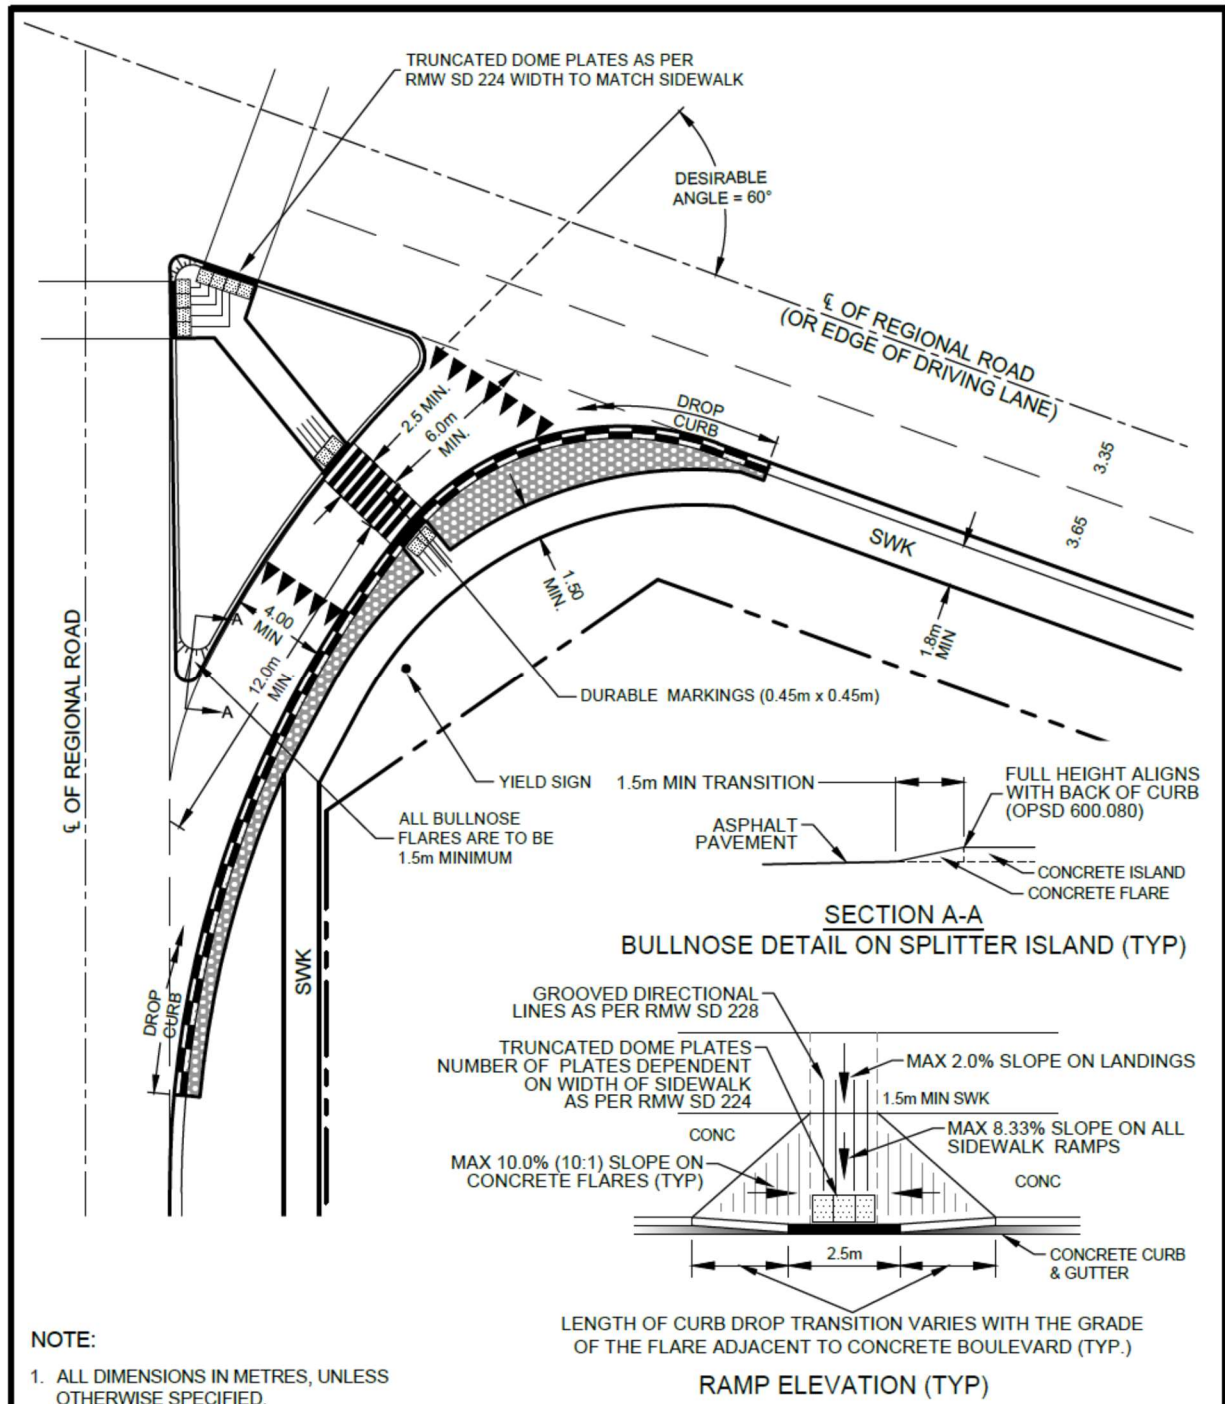 TRUNCATED DOME PLATES AS PER
RMW SD 224 WIDTH TO MATCH SIDEWALK
DESIRABLE
ANGLE = 60°
℄ OF REGIONAL ROAD
(OR EDGE OF DRIVING LANE)
DROP
CURB
2.5 MIN.
6.0m
MIN.
3.35
3.65
SWK
1.50
MIN.
1.8m
MIN
4.00
MIN
12.0m
MIN.
A
A
℄ OF REGIONAL ROAD
DURABLE MARKINGS (0.45m x 0.45m)
YIELD SIGN
ALL BULLNOSE
FLARES ARE TO BE
1.5m MINIMUM
1.5m MIN TRANSITION
FULL HEIGHT ALIGNS
WITH BACK OF CURB
(OPSD 600.080)
ASPHALT
PAVEMENT
CONCRETE ISLAND
CONCRETE FLARE
SECTION A-A
BULLNOSE DETAIL ON SPLITTER ISLAND (TYP)
SWK
DROP
CURB
GROOVED DIRECTIONAL
LINES AS PER RMW SD 228
TRUNCATED DOME PLATES
NUMBER OF PLATES DEPENDENT
ON WIDTH OF SIDEWALK
AS PER RMW SD 224
MAX 2.0% SLOPE ON LANDINGS
1.5m MIN SWK
CONC
MAX 8.33% SLOPE ON ALL
SIDEWALK RAMPS
MAX 10.0% (10:1) SLOPE ON
CONCRETE FLARES (TYP)
CONC
2.5m
CONCRETE CURB
& GUTTER
LENGTH OF CURB DROP TRANSITION VARIES WITH THE GRADE
OF THE FLARE ADJACENT TO CONCRETE BOULEVARD (TYP.)
RAMP ELEVATION (TYP)
NOTE:
1. ALL DIMENSIONS IN METRES, UNLESS
OTHERWISE SPECIFIED.